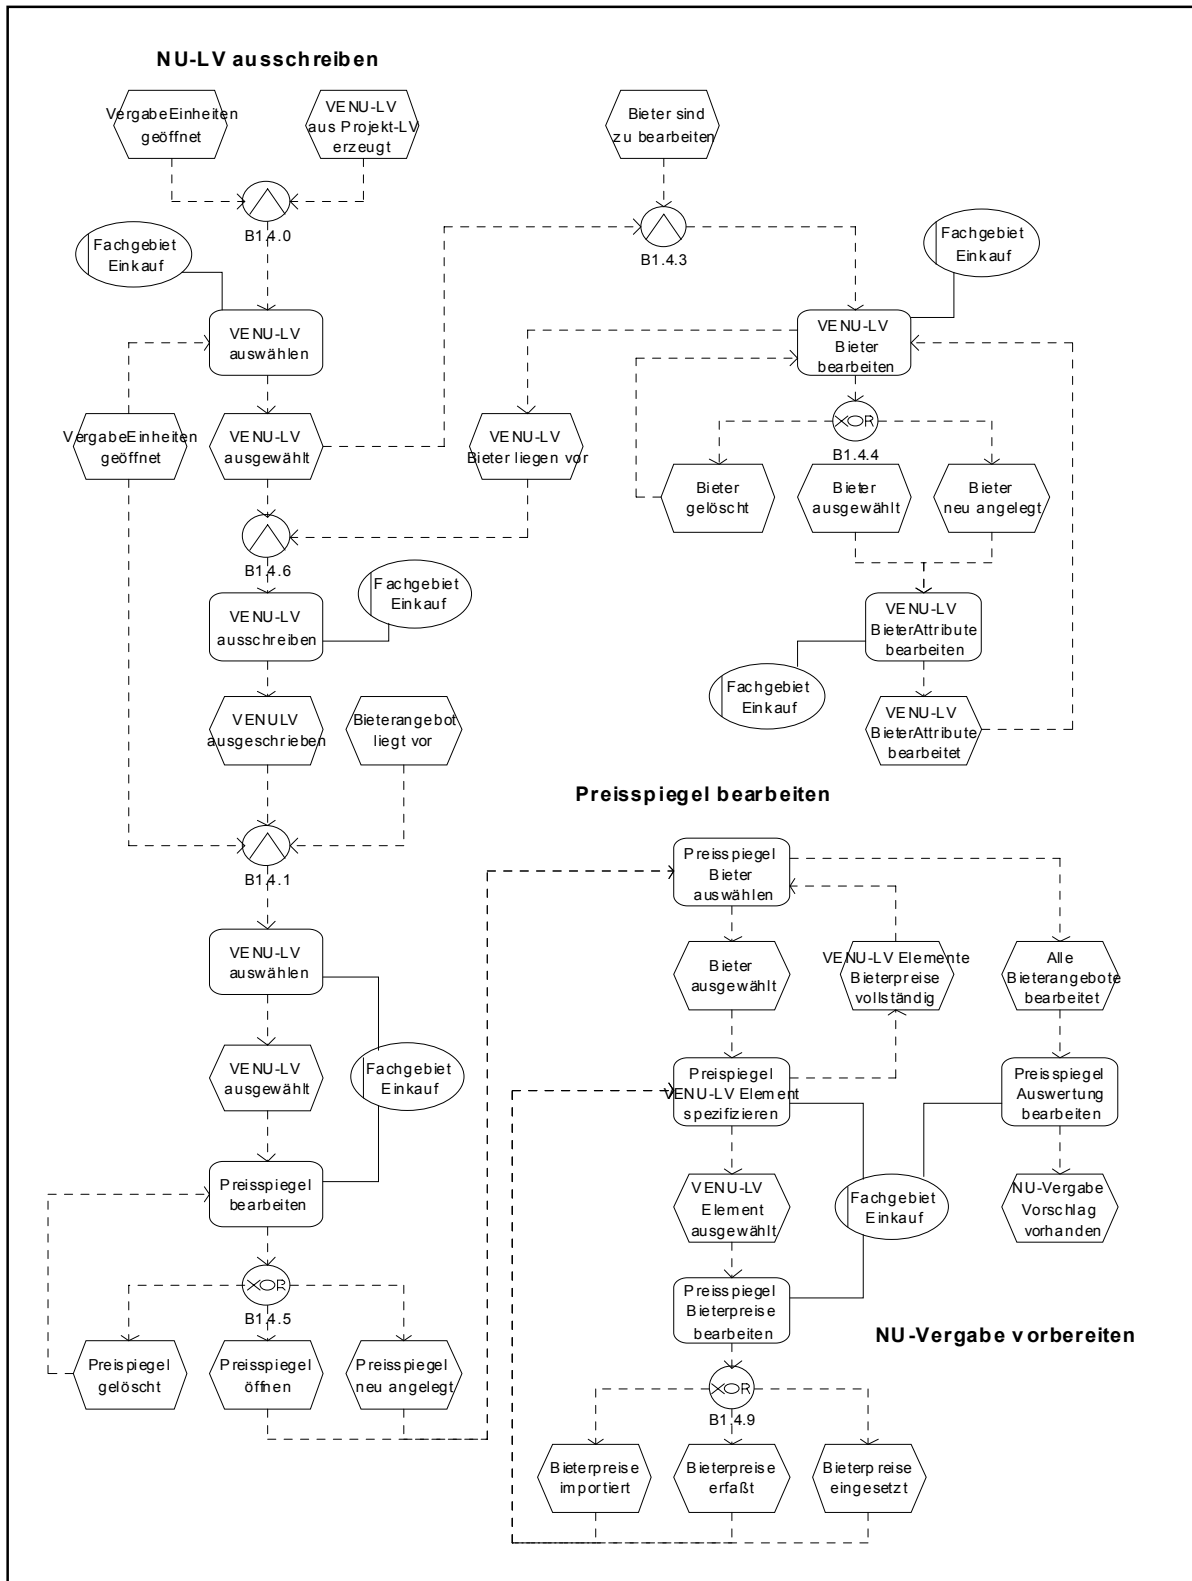 NU-LV ausschreiben
VergabeEinheiten
geöffnet
VENU-LV
aus Projekt-LV
erzeugt
Bieter sind
zu bearbeiten
B1.4.0
B1.4.3
Fachgebiet
Einkauf
Fachgebiet
Einkauf
VENU-LV
auswählen
VENU-LV
Bieter
bearbeiten
VergabeEinheiten
geöffnet
VENU-LV
ausgewählt
VENU-LV
Bieter liegen vor
XOR
B1.4.4
Bieter
gelöscht
Bieter
ausgewählt
Bieter
neu angelegt
B1.4.6
Fachgebiet
Einkauf
VENU-LV
ausschreiben
VENU-LV
BieterAttribute
bearbeiten
Fachgebiet
Einkauf
VENULV
ausgeschrieben
Bieterangebot
liegt vor
VENU-LV
BieterAttribute
bearbeitet
Preisspiegel bearbeiten
B1.4.1
Preisspiegel
Bieter
auswählen
VENU-LV
auswählen
Bieter
ausgewählt
VENU-LV Elemente
Bieterpreise
vollständig
Alle
Bieterangebote
bearbeitet
VENU-LV
ausgewählt
Fachgebiet
Einkauf
Preispiegel
VENU-LV Element
spezifizieren
Preisspiegel
Auswertung
bearbeiten
Preisspiegel
bearbeiten
VENU-LV
Element
ausgewählt
Fachgebiet
Einkauf
NU-Vergabe
Vorschlag
vorhanden
XOR
B1.4.5
Preisspiegel
Bieterpreise
bearbeiten
NU-Vergabe vorbereiten
Preispiegel
gelöscht
Preisspiegel
öffnen
Preisspiegel
neu angelegt
XOR
B1.4.9
Bieterpreise
importiert
Bieterpreise
erfaßt
Bieterpreise
eingesetzt